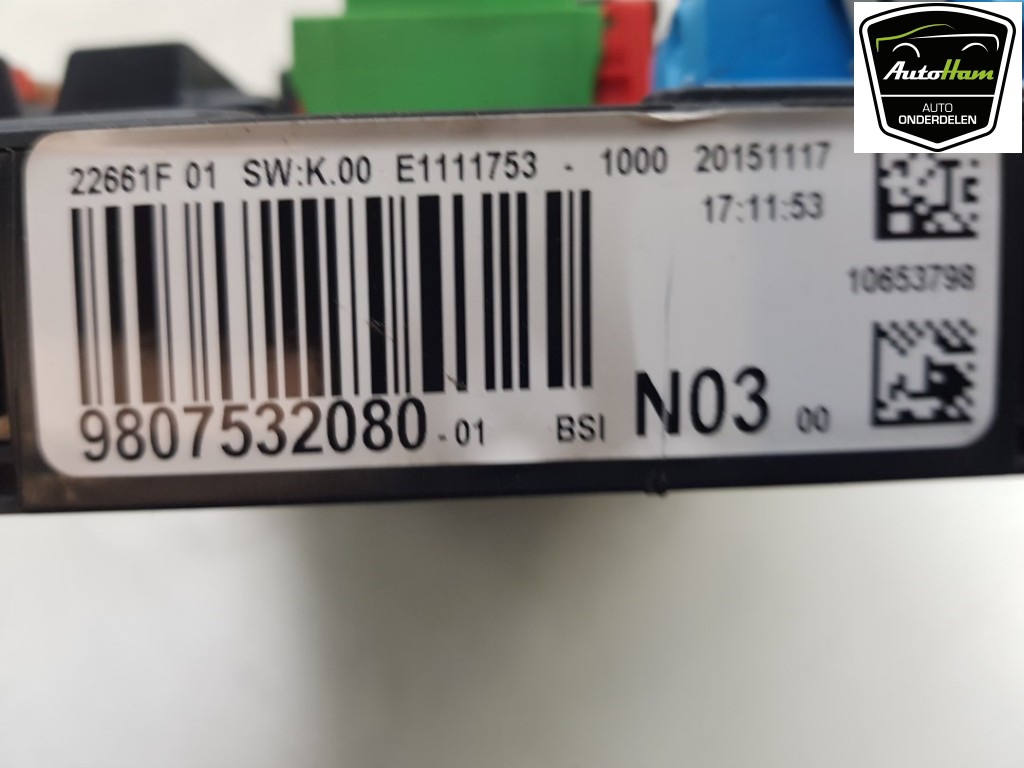 AutoHam
AUTO
ONDERDELEN
22661F 01 SW:K.00 E1111753 - 1000 20151117
17:11:53
10653798
9807532080 -01 BSI N03 00